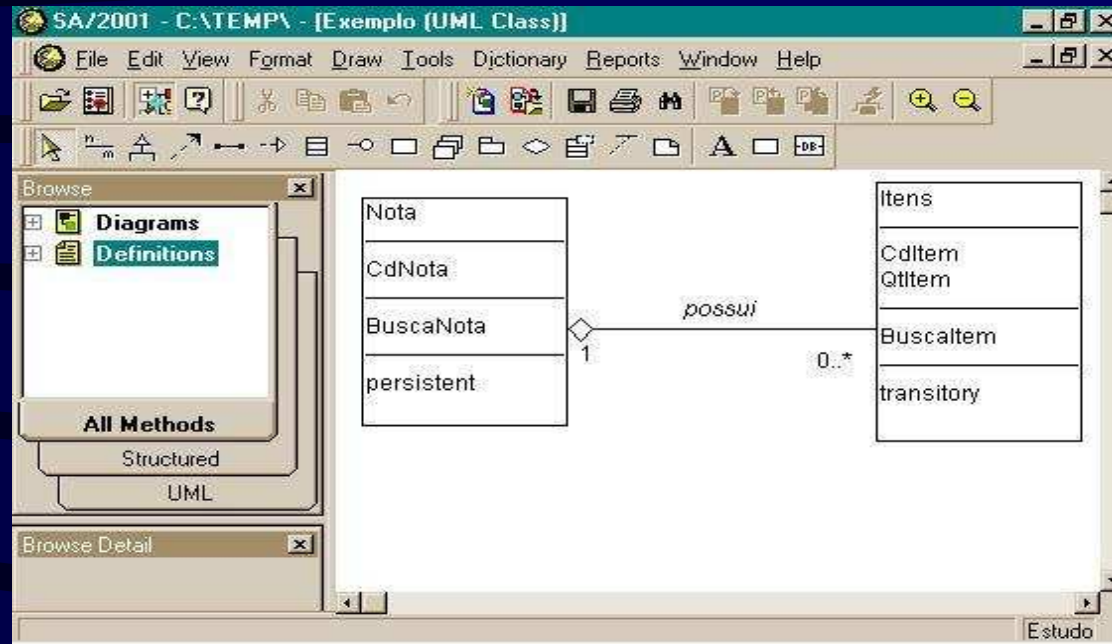 SA/2001 - C:\TEMP\ - [Exemplo (UML Class)]
File Edit View Format Draw Tools Dictionary Reports Window Help
n m A -DB-
Browse
Diagrams
Definitions
All Methods
Structured
UML
Browse Detail
Nota
CdNota
BuscaNota
persistent
1
possui
0..*
Itens
CdItem
QtItem
BuscaItem
transitory
Estudo